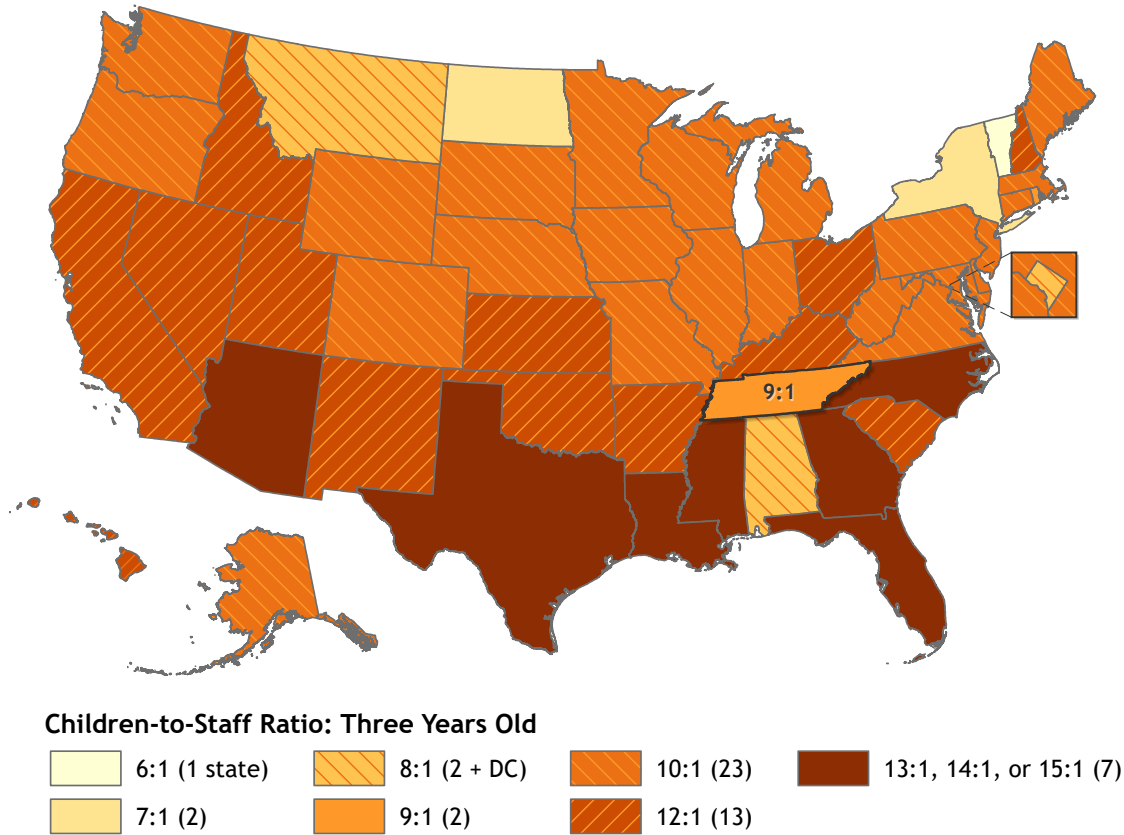 9:1
Children-to-Staff Ratio: Three Years Old
6:1 (1 state)
8:1 (2 + DC)
10:1 (23)
13:1, 14:1, or 15:1 (7)
7:1 (2)
9:1 (2)
12:1 (13)